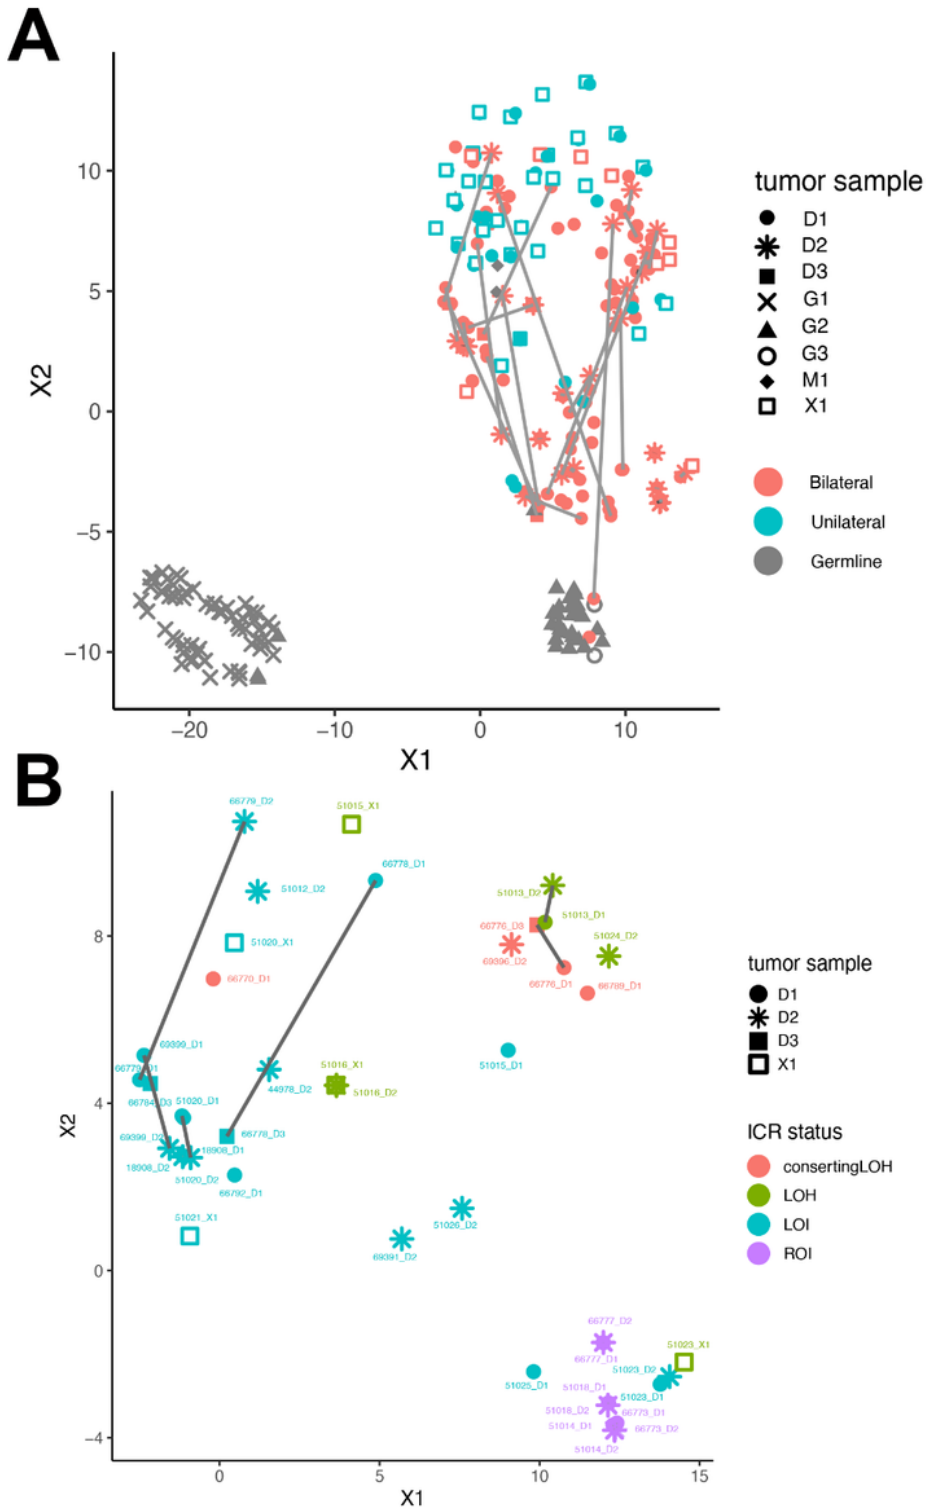 A
10
5
0
−5
−10
X2
−20
−10
0
10
X1
tumor sample
D1
D2
D3
G1
G2
G3
M1
X1
Bilateral
Unilateral
Germline
B
66779_D2
51015_X1
66778_D1
51012_D2
51013_D2
51013_D1
66776_D3
51024_D2
8
51020_X1
69396_D2
66770_D1
66776_D1
66789_D1
69399_D1
51015_D1
66779_D1
51016_X1
44978_D2
51016_D2
66784_D3
51020_D1
4
66778_D3
69399_D2
18908_D1
18908_D2
51020_D2
66792_D1
51021_X1
51026_D2
69391_D2
0
66777_D2
51023_X1
66777_D1
51023_D2
51025_D1
51018_D1
51023_D1
51018_D2
66773_D1
51014_D1
66773_D2
51014_D2
−4
X2
0
5
10
15
X1
tumor sample
D1
D2
D3
X1
ICR status
consertingLOH
LOH
LOI
ROI